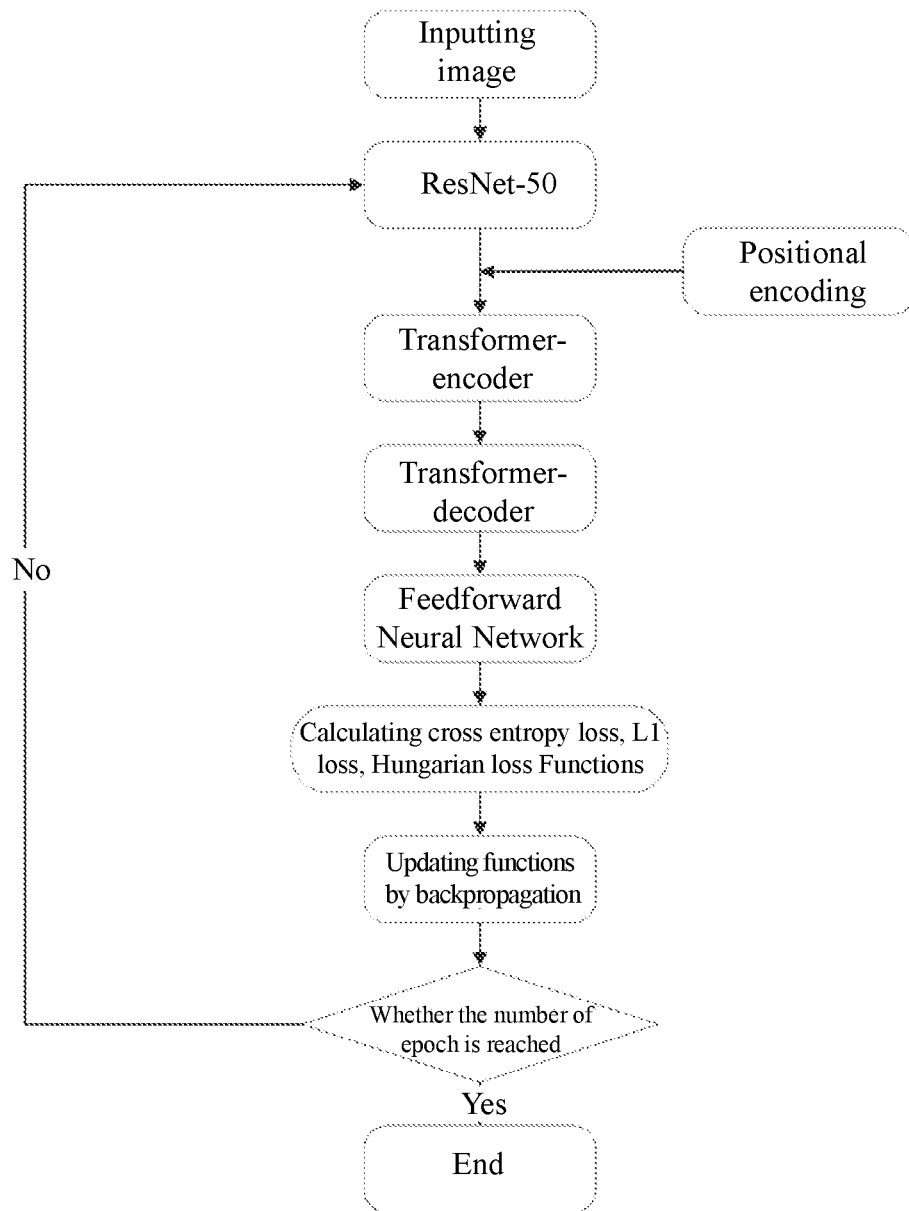 Inputting
image
ResNet-50
Positional
encoding
Transformer-
encoder
Transformer-
decoder
No
Feedforward
Neural Network
Calculating cross entropy loss, L1
loss, Hungarian loss Functions
Updating functions
by backpropagation
Whether the number of
epoch is reached
Yes
End